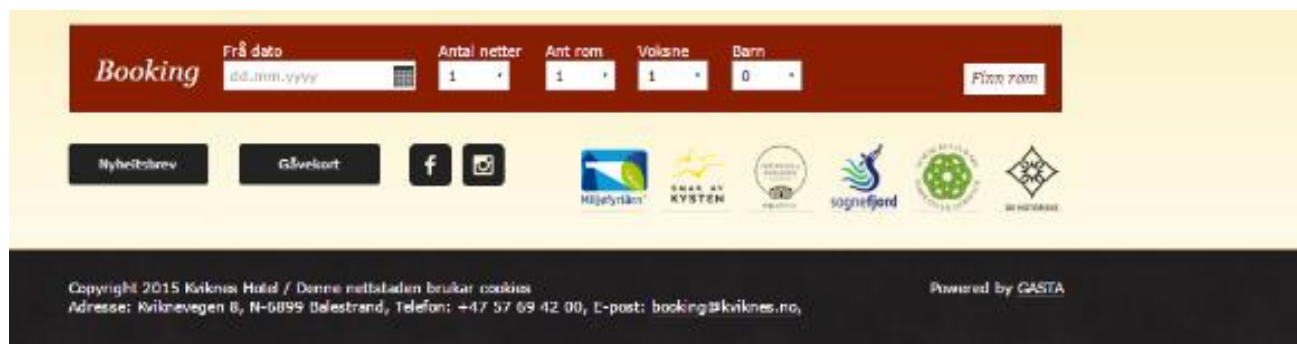 Booking
Frå dato
Antal netter
Ant rom
Voksne
Barn
dd.mm.yyyy
1
1
1
0
Finn rom
Nyheitsbrev
Gåvekort
Miljøfyrtårn
SMAK AV
KYSTEN
sognefjord
DE HISTORISKE
Copyright 2015 Kviknes Hotel / Denne nettstaden brukar cookies
Powered by GASTA
Adresse: Kviknevegen 8, N-6899 Balestrand, Telefon: +47 57 69 42 00, E-post: booking@kviknes.no,